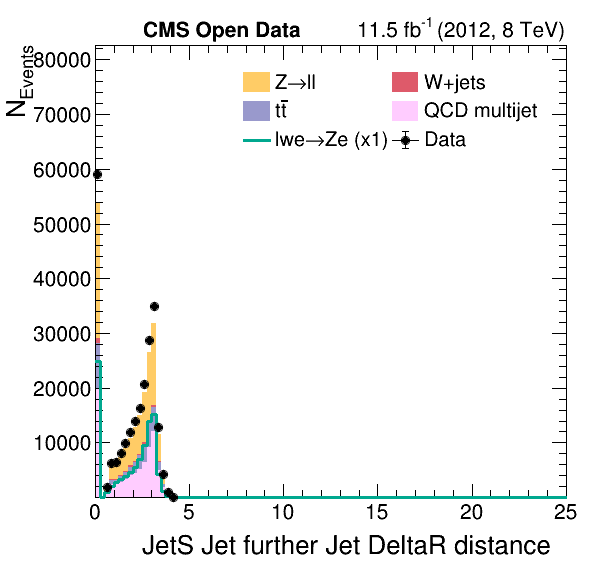 CMS Open Data 11.5 fb⁻¹ (2012, 8 TeV)
N_Events
80000
70000
60000
50000
40000
30000
20000
10000
Z→ll W+jets
tt̄ QCD multijet
lwe→Ze (x1) Data
0 5 10 15 20 25
JetS Jet further Jet DeltaR distance